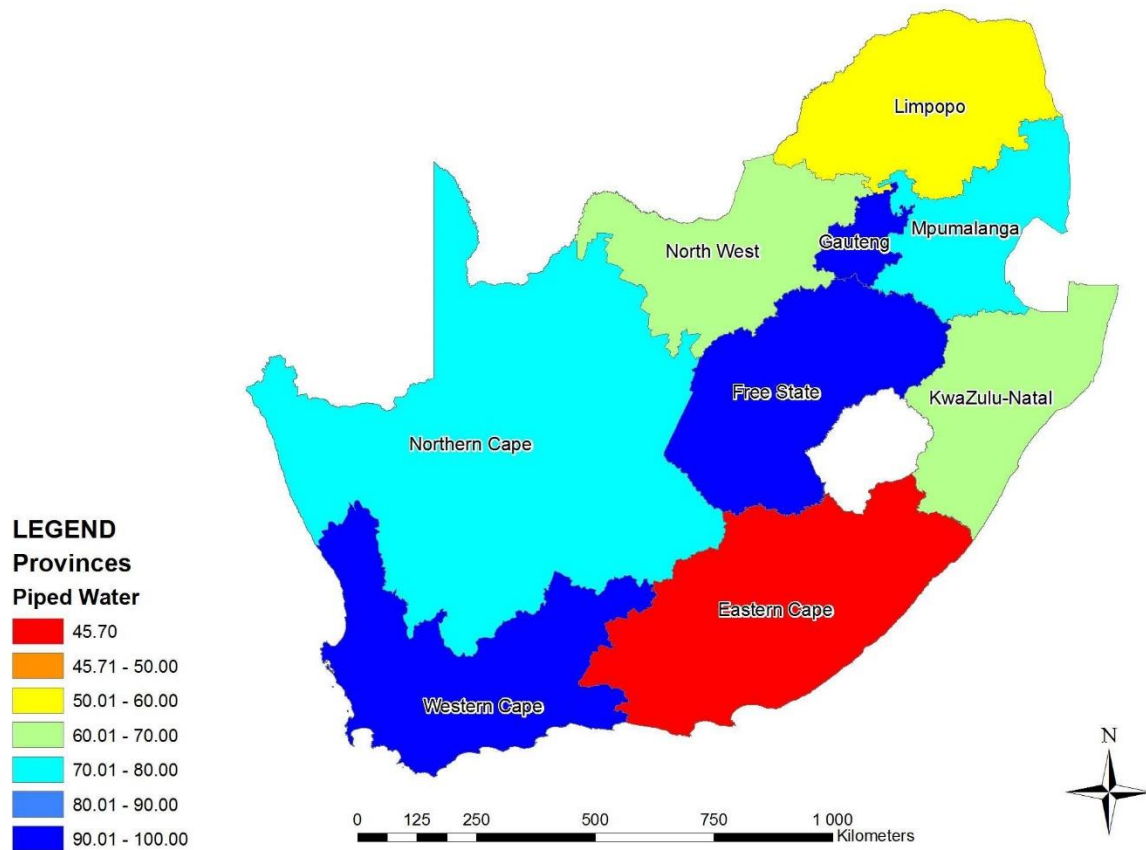 Limpopo
Mpumalanga
Gauteng
North West
Free State
KwaZulu-Natal
Northern Cape
Eastern Cape
Western Cape
LEGEND
Provinces
Piped Water
45.70
45.71 - 50.00
50.01 - 60.00
60.01 - 70.00
70.01 - 80.00
80.01 - 90.00
90.01 - 100.00
0 125 250 500 750 1 000
Kilometers
N